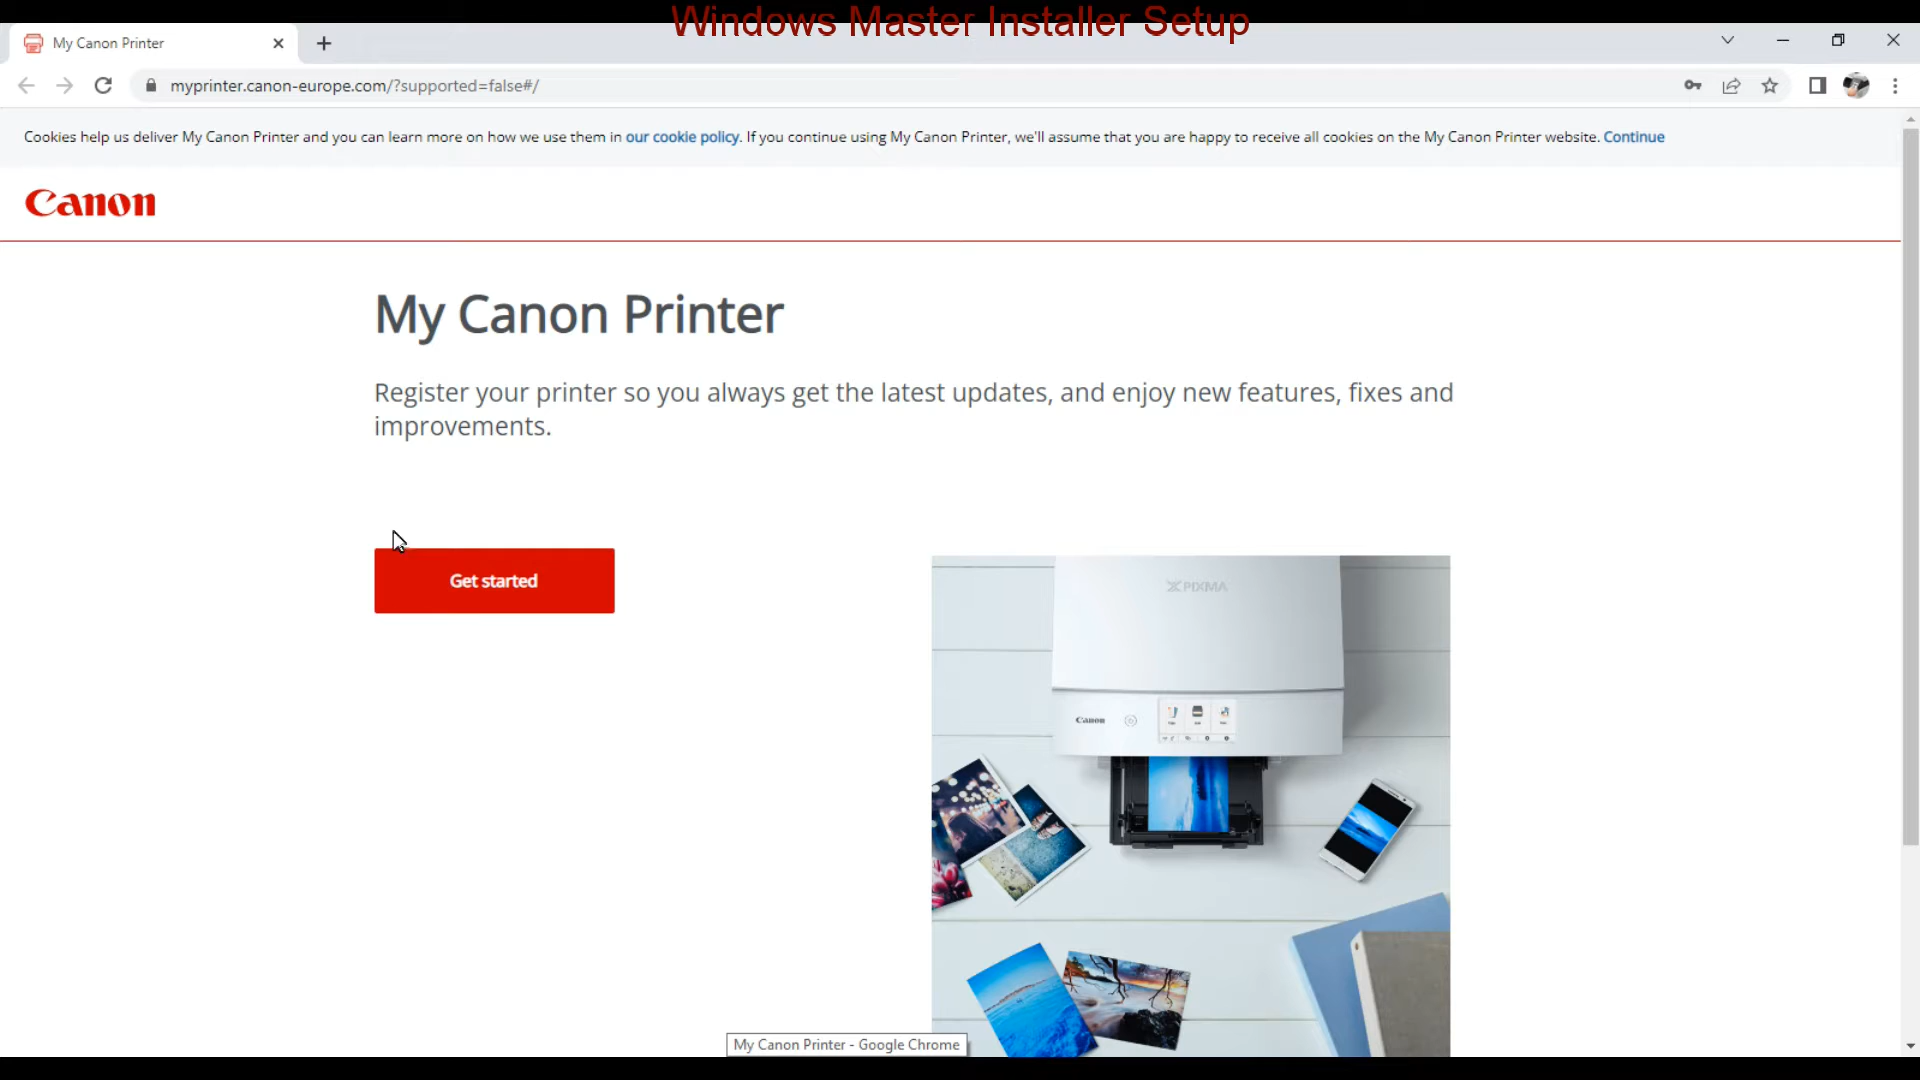 Windows Master Installer Setup
My Canon Printer
myprinter.canon-europe.com/?supported=false#/
Cookies help us deliver My Canon Printer and you can learn more on how we use them in our cookie policy. If you continue using My Canon Printer, we'll assume that you are happy to receive all cookies on the My Canon Printer website. Continue
Canon
My Canon Printer
Register your printer so you always get the latest updates, and enjoy new features, fixes and
improvements.
Get started
PIXMA
Canon
My Canon Printer - Google Chrome